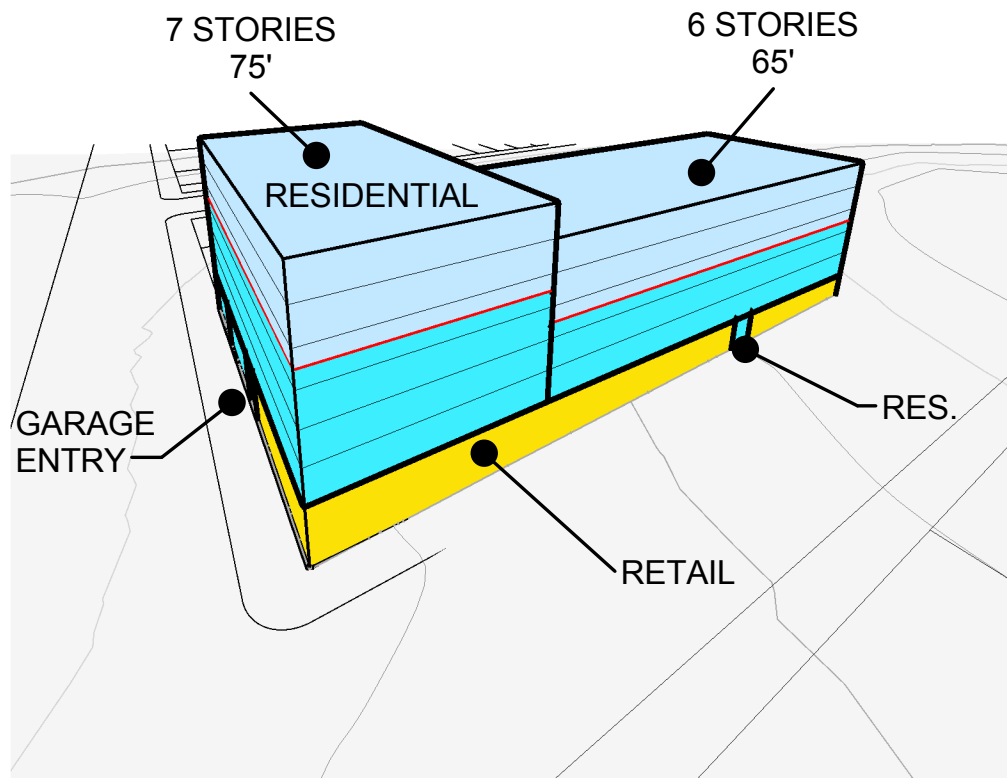 7 STORIES
75'
6 STORIES
65'
RESIDENTIAL
GARAGE
ENTRY
RES.
RETAIL